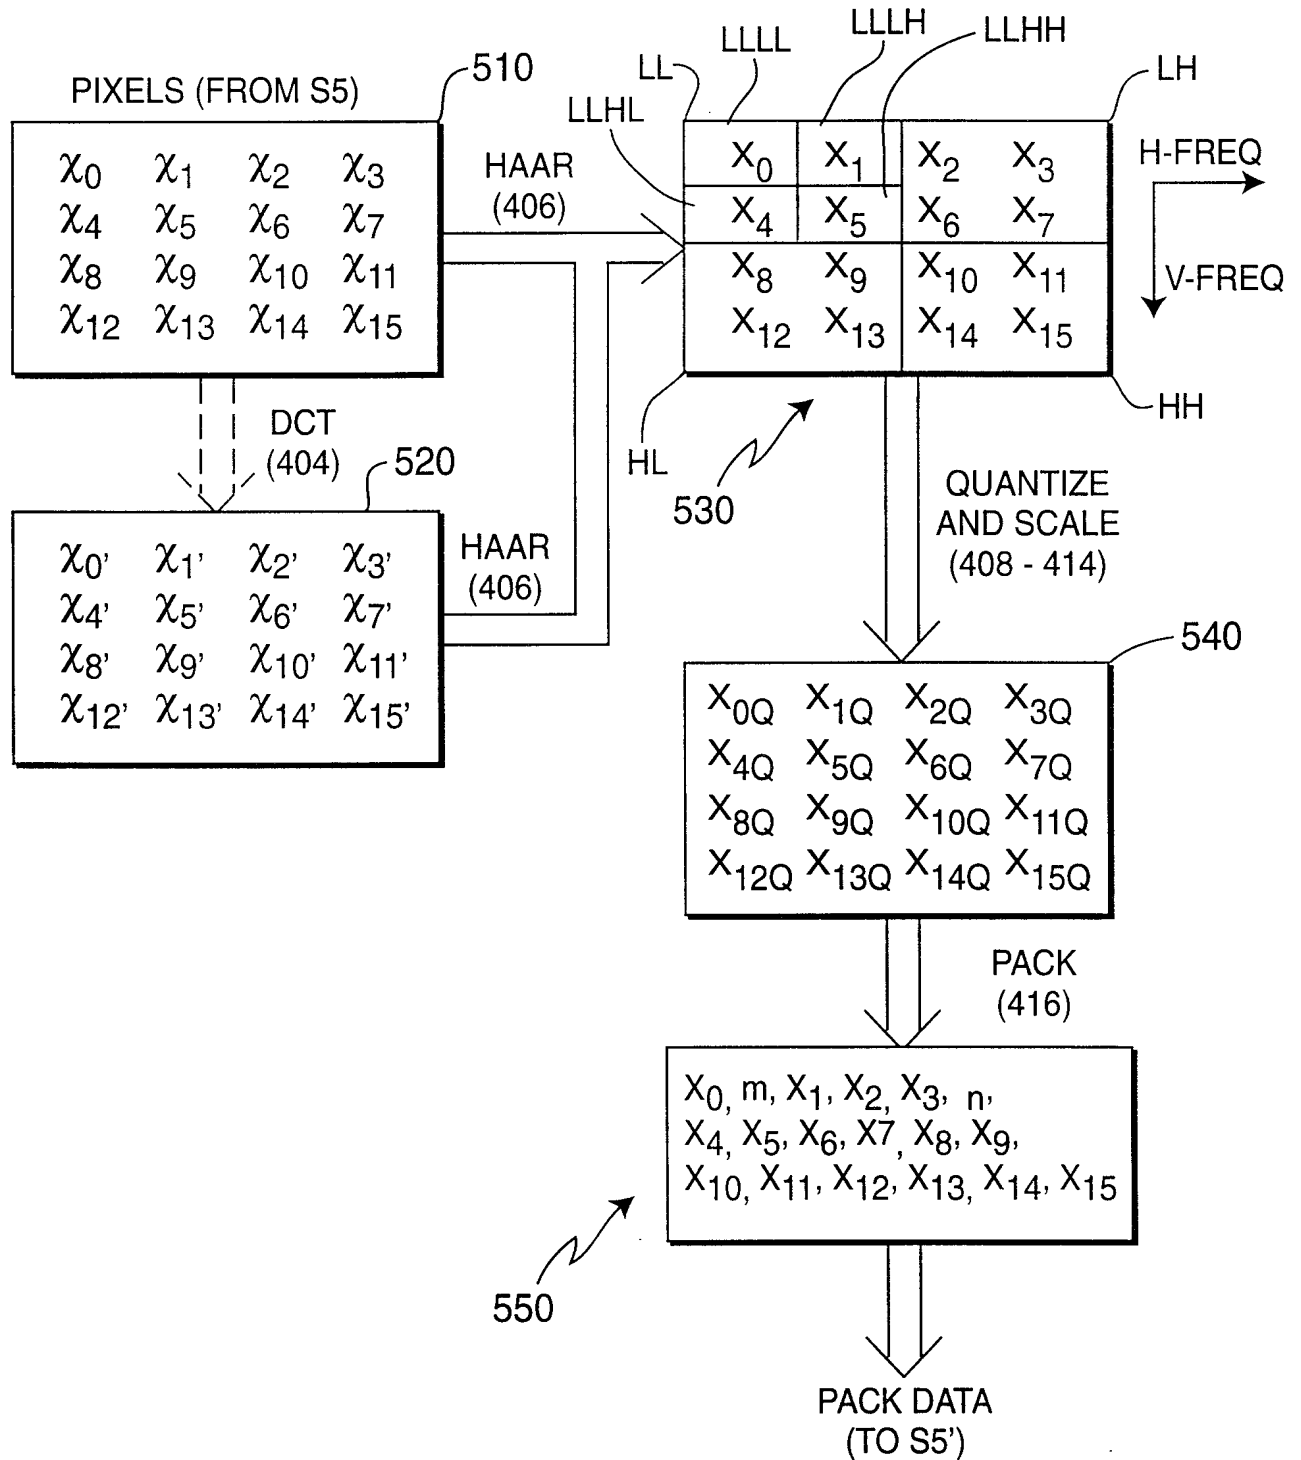 PIXELS (FROM S5)
510
χ0 χ1 χ2 χ3
χ4 χ5 χ6 χ7
χ8 χ9 χ10 χ11
χ12 χ13 χ14 χ15
HAAR
(406)
DCT
(404)
520
χ0' χ1' χ2' χ3'
χ4' χ5' χ6' χ7'
χ8' χ9' χ10' χ11'
χ12' χ13' χ14' χ15'
HAAR
(406)
LLLL
LLLH
LLHH
LL
LLHL
LH
X0 X1 X2 X3
X4 X5 X6 X7
X8 X9 X10 X11
X12 X13 X14 X15
H-FREQ
V-FREQ
HL
HH
530
QUANTIZE
AND SCALE
(408 - 414)
540
X0Q X1Q X2Q X3Q
X4Q X5Q X6Q X7Q
X8Q X9Q X10Q X11Q
X12Q X13Q X14Q X15Q
PACK
(416)
X0, m, X1, X2, X3, n,
X4, X5, X6, X7, X8, X9,
X10, X11, X12, X13, X14, X15
550
PACK DATA
(TO S5')